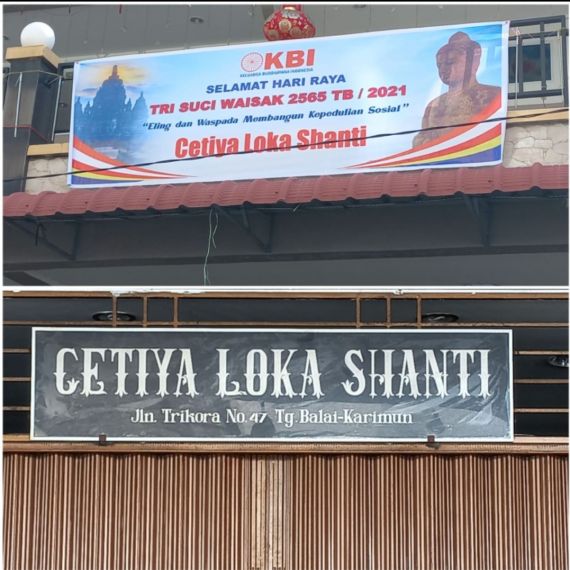 KBI
KELUARGA BUDDHAYANA INDONESIA
SELAMAT HARI RAYA
TRI SUCI WAISAK 2565 TB / 2021
"Eling dan Waspada Membangun Kepedulian Sosial"
Cetiya Loka Shanti
CETIYA LOKA SHANTI
Jln. Trikora No.47 Tg.Balai-Karimun